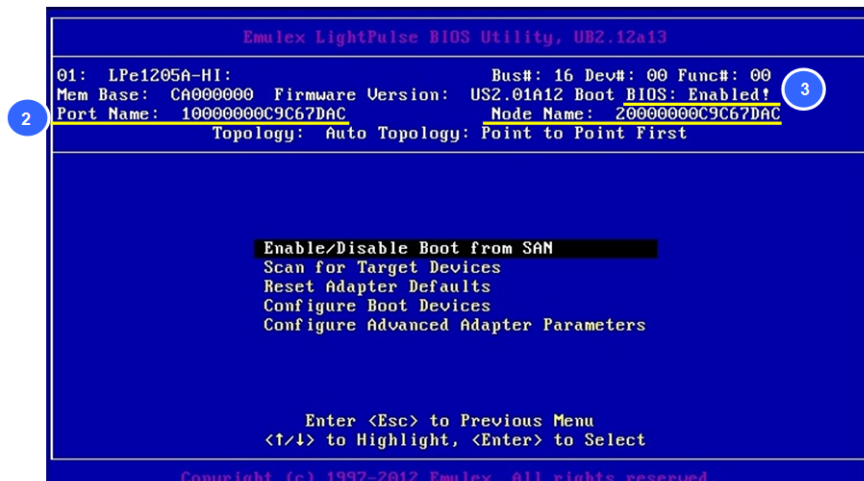 Emulex LightPulse BIOS Utility, UB2.12a13
01: LPe1205A-HI: Bus#: 16 Dev#: 00 Func#: 00
Mem Base: CA000000 Firmware Version: US2.01A12 Boot BIOS: Enabled!
3
2
Port Name: 10000000C9C67DAC Node Name: 20000000C9C67DAC
Topology: Auto Topology: Point to Point First
Enable/Disable Boot from SAN
Scan for Target Devices
Reset Adapter Defaults
Configure Boot Devices
Configure Advanced Adapter Parameters
Enter <Esc> to Previous Menu
<↑/↓> to Highlight, <Enter> to Select
Copyright (c) 1997-2012 Emulex. All rights reserved.